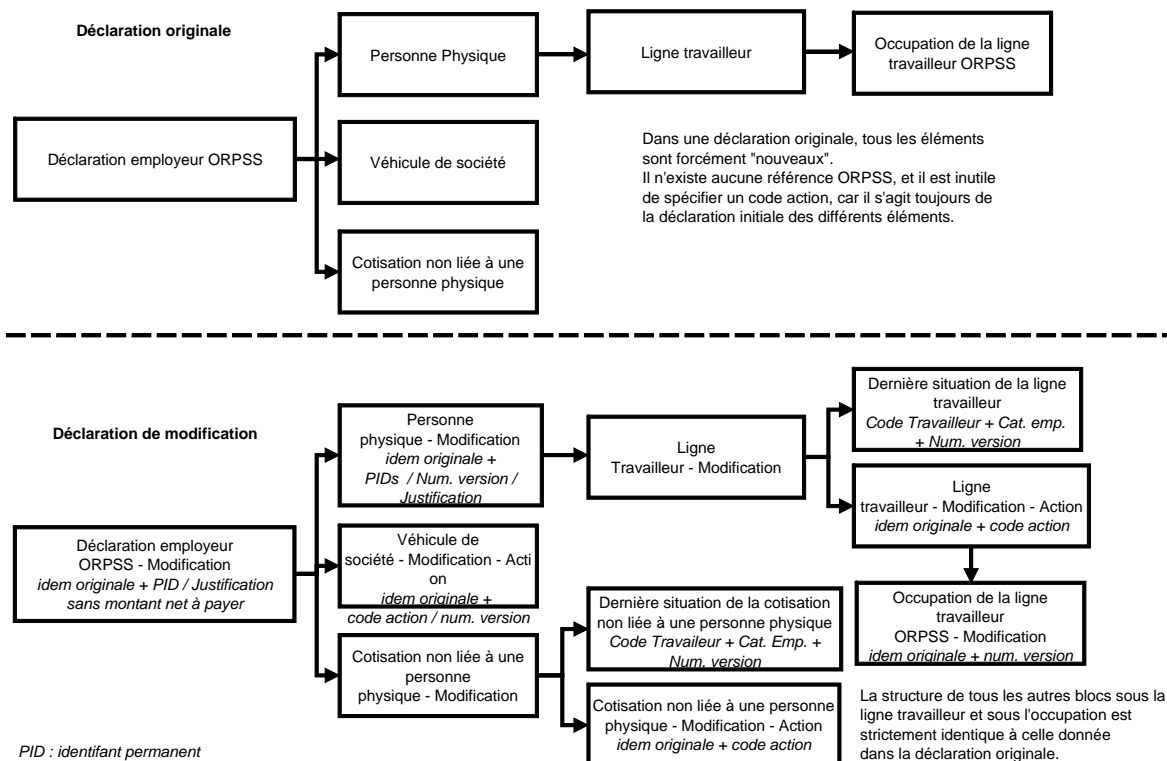 Déclaration originale
Personne Physique
Ligne travailleur
Occupation de la ligne
travailleur ORPSS
Déclaration employeur ORPSS
Véhicule de société
Cotisation non liée à une
personne physique
Dans une déclaration originale, tous les éléments
sont forcément "nouveaux".
Il n'existe aucune référence ORPSS, et il est inutile
de spécifier un code action, car il s'agit toujours de
la déclaration initiale des différents éléments.
Déclaration de modification
Déclaration employeur
ORPSS - Modification
idem originale + PID / Justification
sans montant net à payer
Personne
physique - Modification
idem originale +
PIDs / Num. version /
Justification
Ligne
Travailleur - Modification
Dernière situation de la ligne
travailleur
Code Travailleur + Cat. emp.
+ Num. version
Ligne
travailleur - Modification - Action
idem originale + code action
Occupation de la ligne
travailleur
ORPSS - Modification
idem originale + num. version
Véhicule de
société - Modification - Acti
on
idem originale +
code action / num. version
Cotisation non liée à une
personne
physique - Modification
Dernière situation de la cotisation
non liée à une personne physique
Code Travaileur + Cat. Emp. +
Num. version
Cotisation non liée à une personne
physique - Modification - Action
idem originale + code action
La structure de tous les autres blocs sous la
ligne travailleur et sous l'occupation est
strictement identique à celle donnée
dans la déclaration originale.
PID : identifant permanent